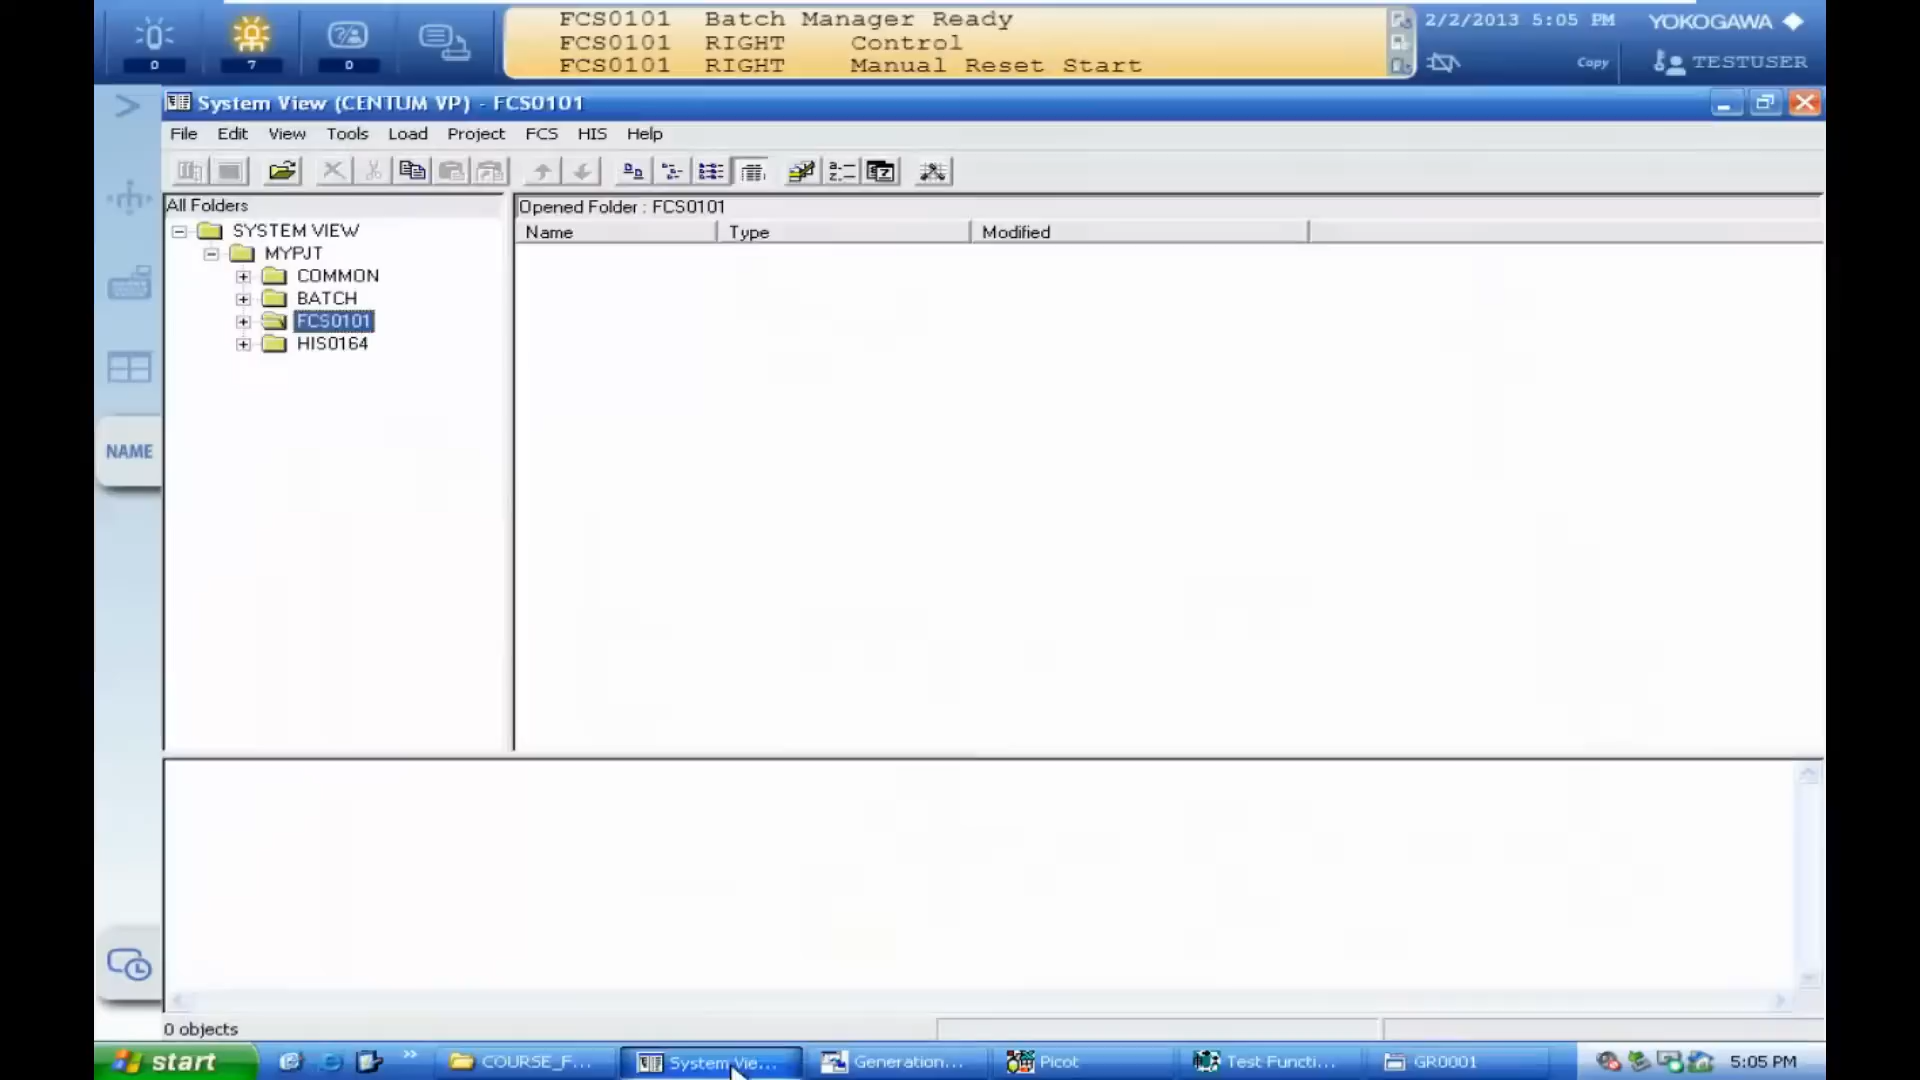 FCS0101 Batch Manager Ready
FCS0101 RIGHT Control
FCS0101 RIGHT Manual Reset Start
0 7 0
2/2/2013 5:05 PM YOKOGAWA
Copy TESTUSER
System View (CENTUM VP) - FCS0101
File Edit View Tools Load Project FCS HIS Help
All Folders
Opened Folder : FCS0101
Name Type Modified
SYSTEM VIEW
MYPJT
COMMON
BATCH
FCS0101
HIS0164
NAME
0 objects
start COURSE_F... System Vie... Generation... Picot Test Functi... GR0001 5:05 PM